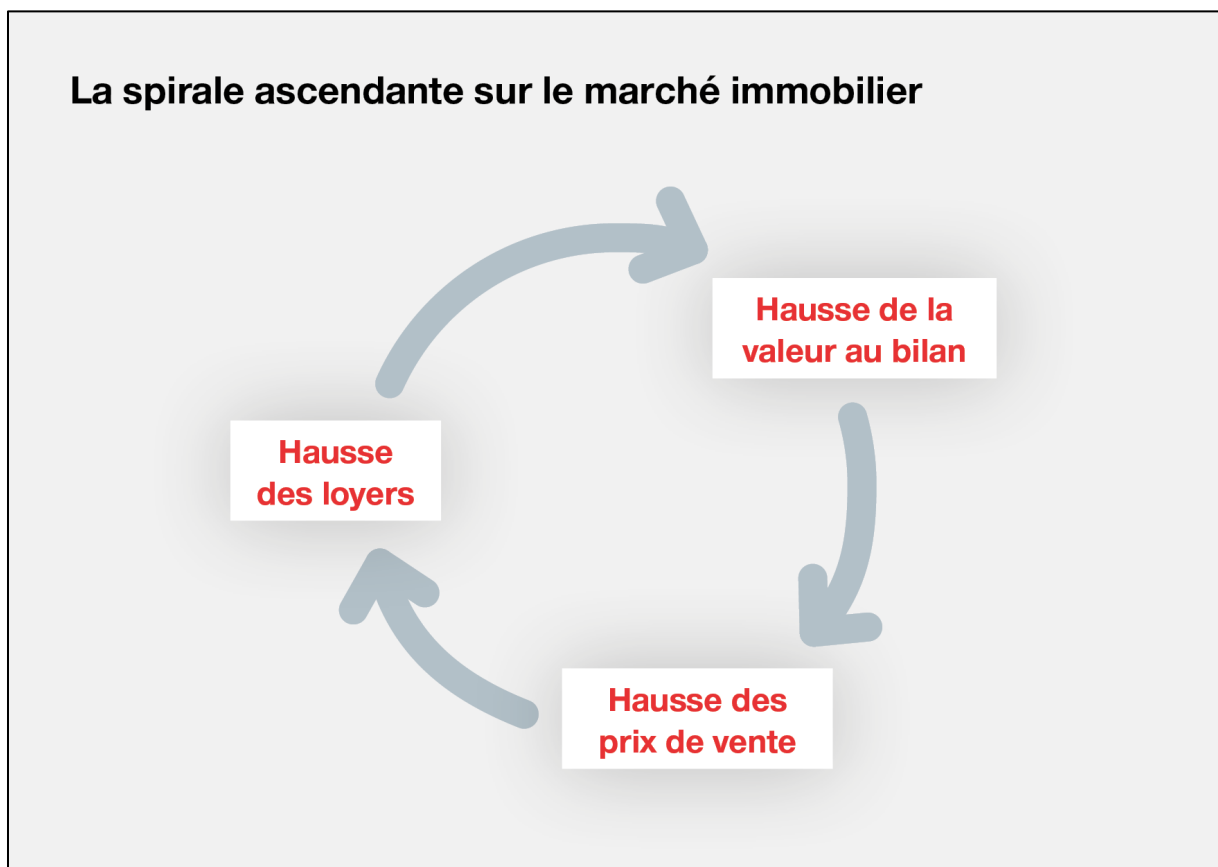 La spirale ascendante sur le marché immobilier
Hausse de la
valeur au bilan
Hausse
des loyers
Hausse des
prix de vente